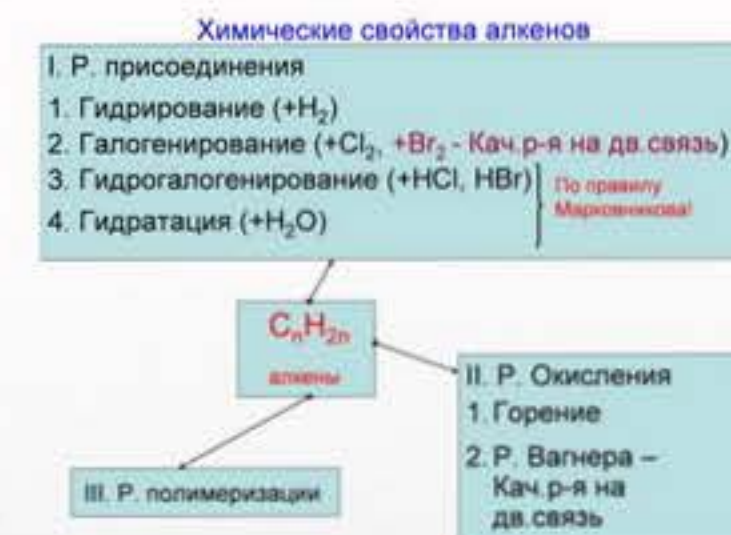 Химические свойства алкенов
I. Р. присоединения
1. Гидрирование (+H₂)
2. Галогенирование (+Cl₂, +Br₂ - Кач.р-я на дв.связь)
3. Гидрогалогенирование (+HCl, HBr)
По правилу
Марковникова!
4. Гидратация (+H₂O)
CₙH₂ₙ
алкены
II. Р. Окисления
1. Горение
2. Р. Вагнера –
Кач.р-я на
дв.связь
III. Р. полимеризации